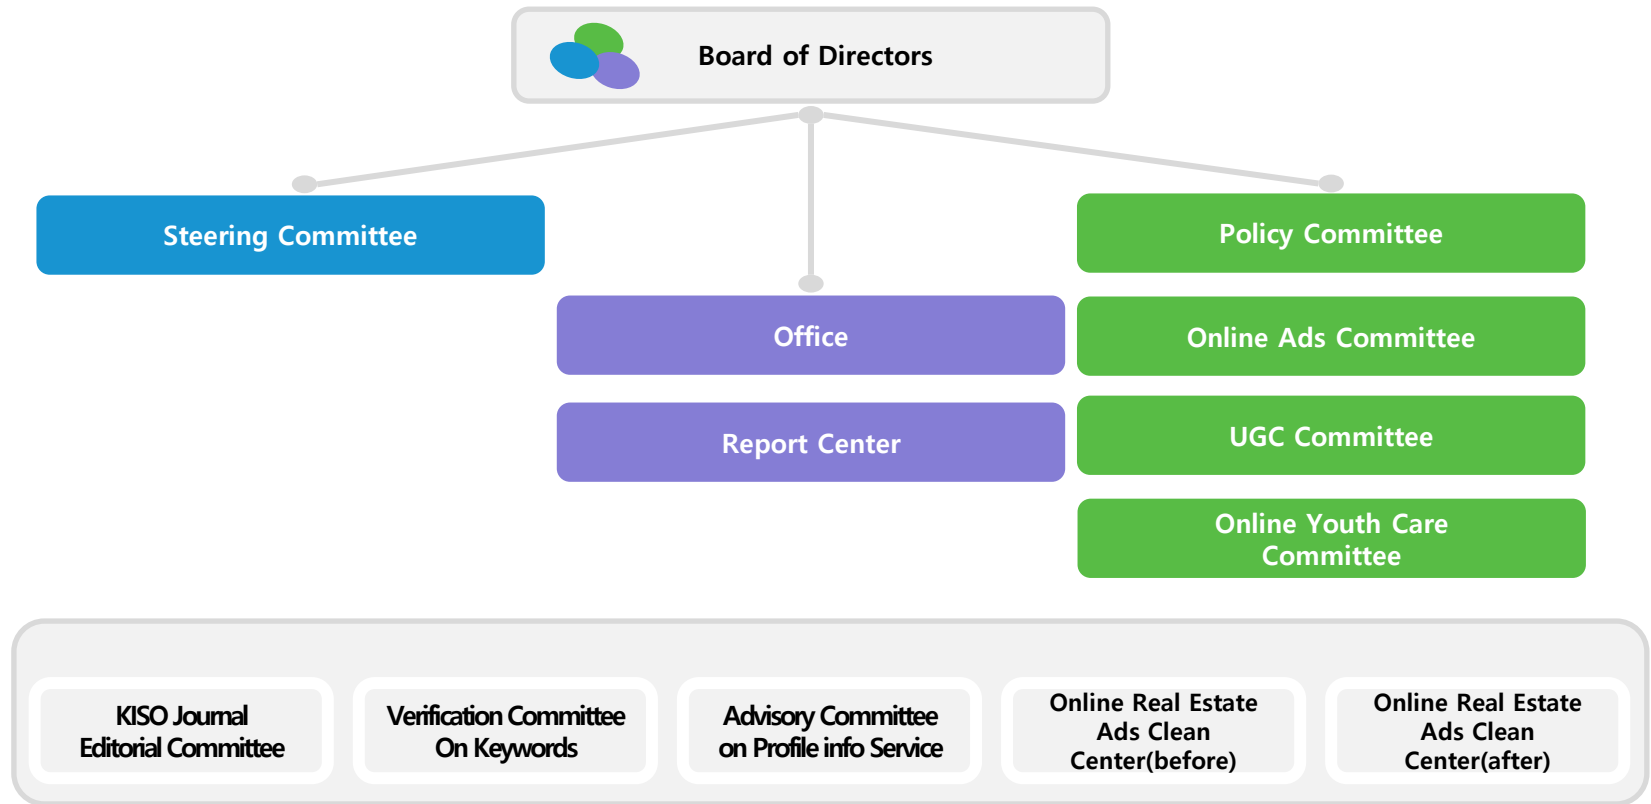 Board of Directors
Steering Committee
Policy Committee
Office
Online Ads Committee
Report Center
UGC Committee
Online Youth Care
Committee
KISO Journal
Editorial Committee
Verification Committee
On Keywords
Advisory Committee
on Profile info Service
Online Real Estate
Ads Clean
Center(before)
Online Real Estate
Ads Clean
Center(after)